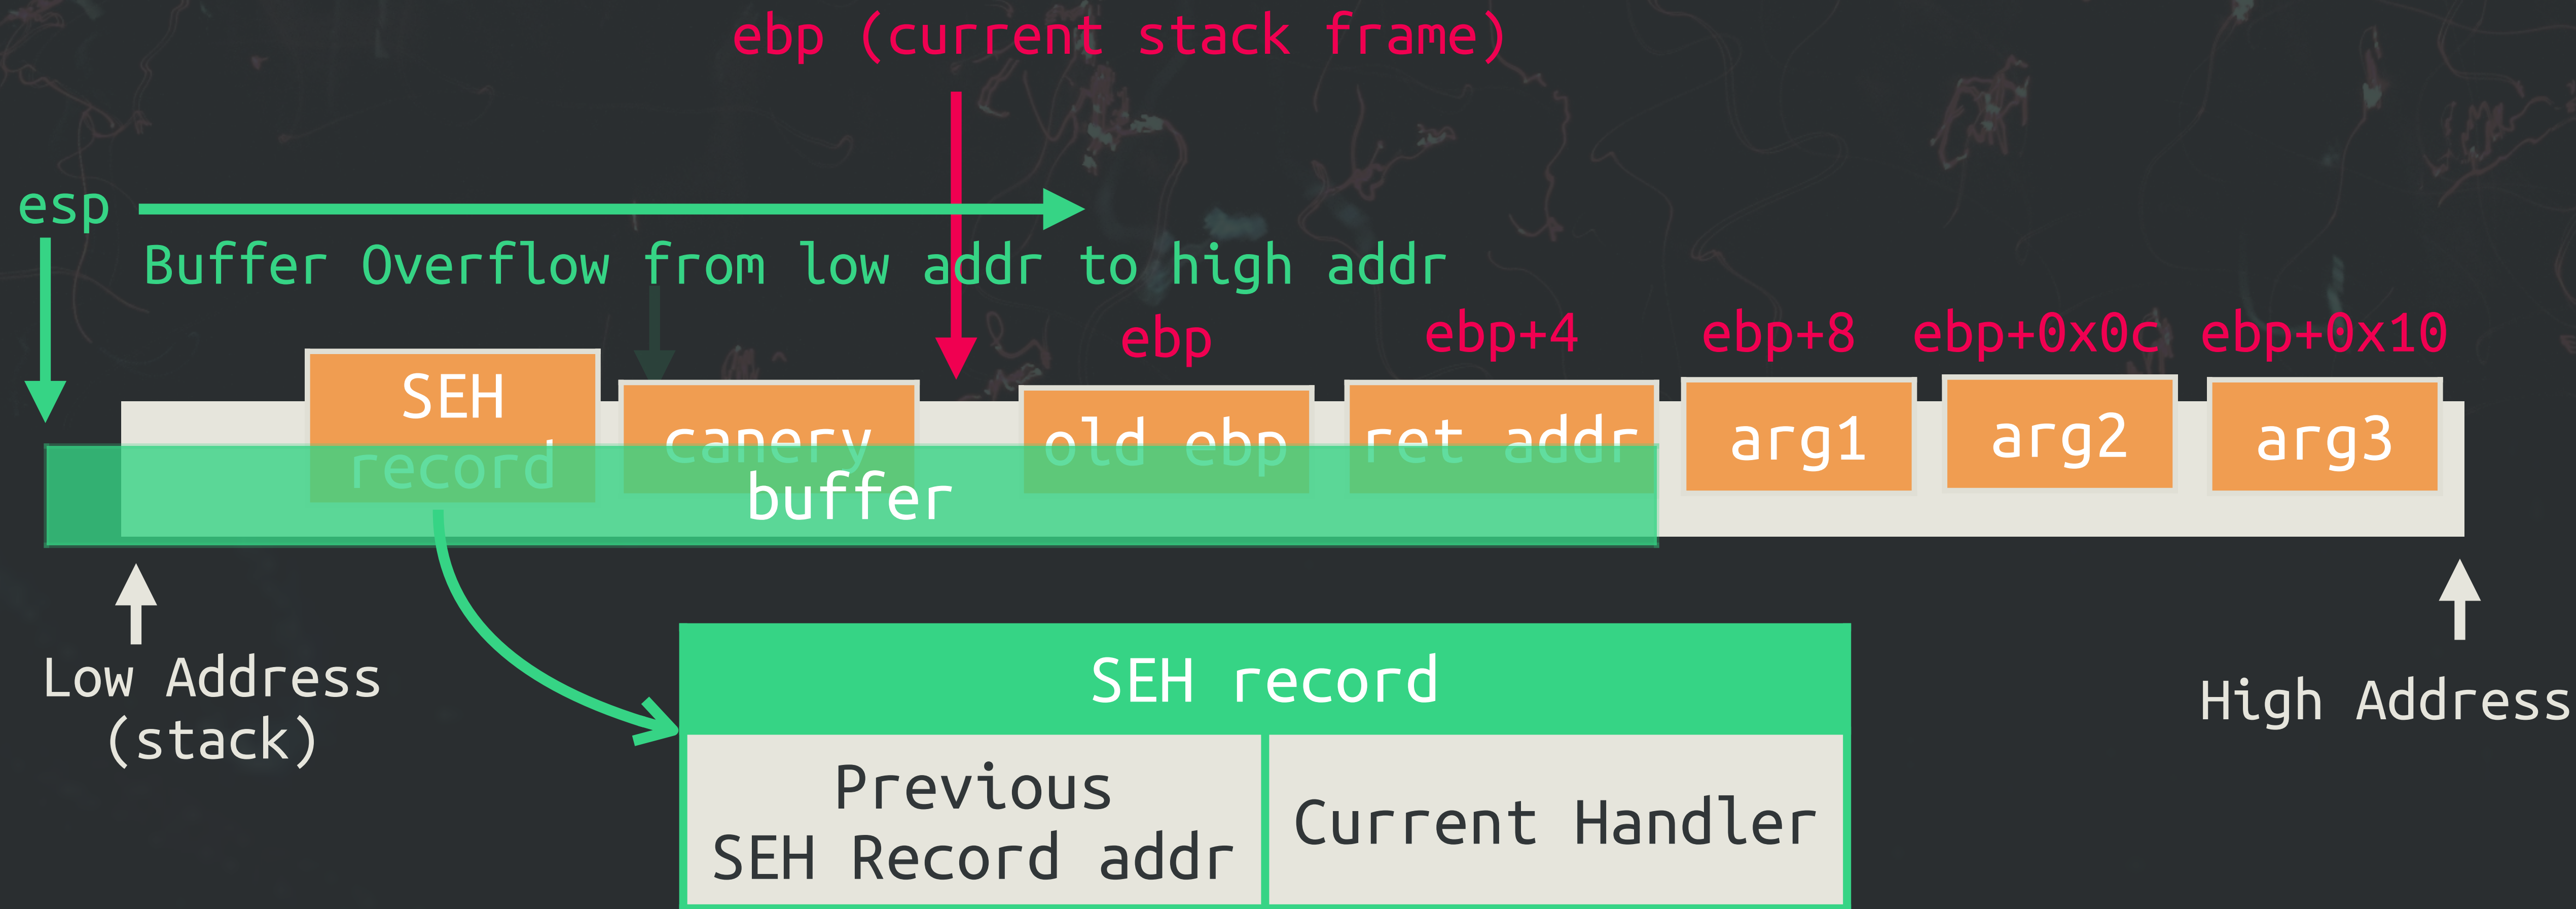 ebp (current stack frame)
esp
Buffer Overflow from low addr to high addr
ebp
ebp+4
ebp+8
ebp+0x0c
ebp+0x10
SEH
record
canery
old ebp
ret addr
arg1
arg2
arg3
buffer
Low Address
(stack)
High Address
SEH record
Previous
SEH Record addr
Current Handler